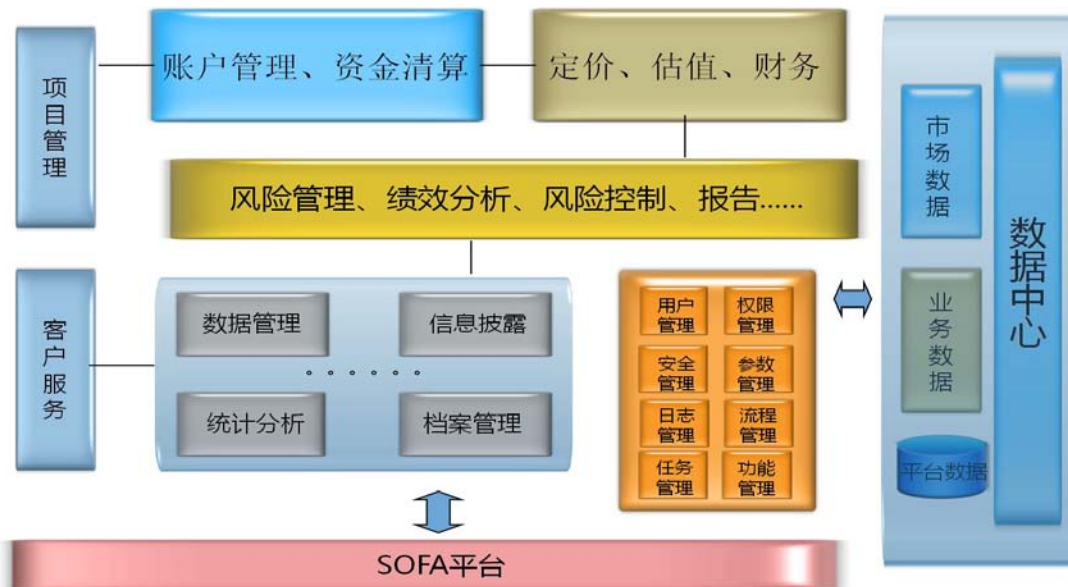 项目管理
账户管理、资金清算
定价、估值、财务
风险管理、绩效分析、风险控制、报告......
客户服务
数据管理
信息披露
。。。。。。
统计分析
档案管理
用户
管理
权限
管理
安全
管理
参数
管理
日志
管理
流程
管理
任务
管理
功能
管理
市场数据
业务数据
平台数据
数据中心
SOFA平台